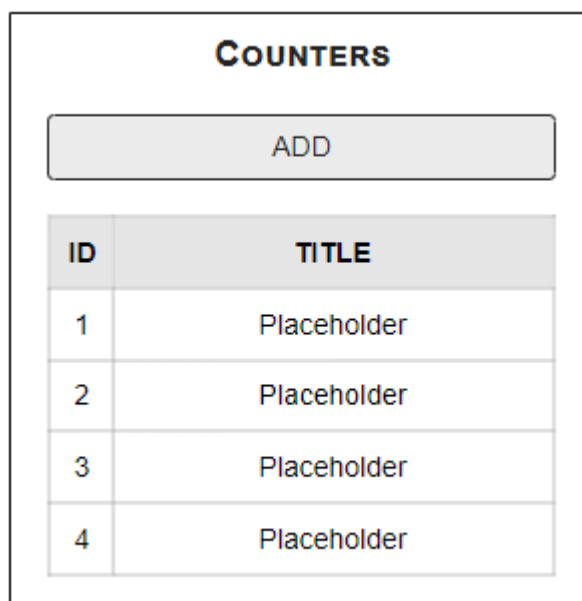 COUNTERS
ADD
ID TITLE
1 Placeholder
2 Placeholder
3 Placeholder
4 Placeholder